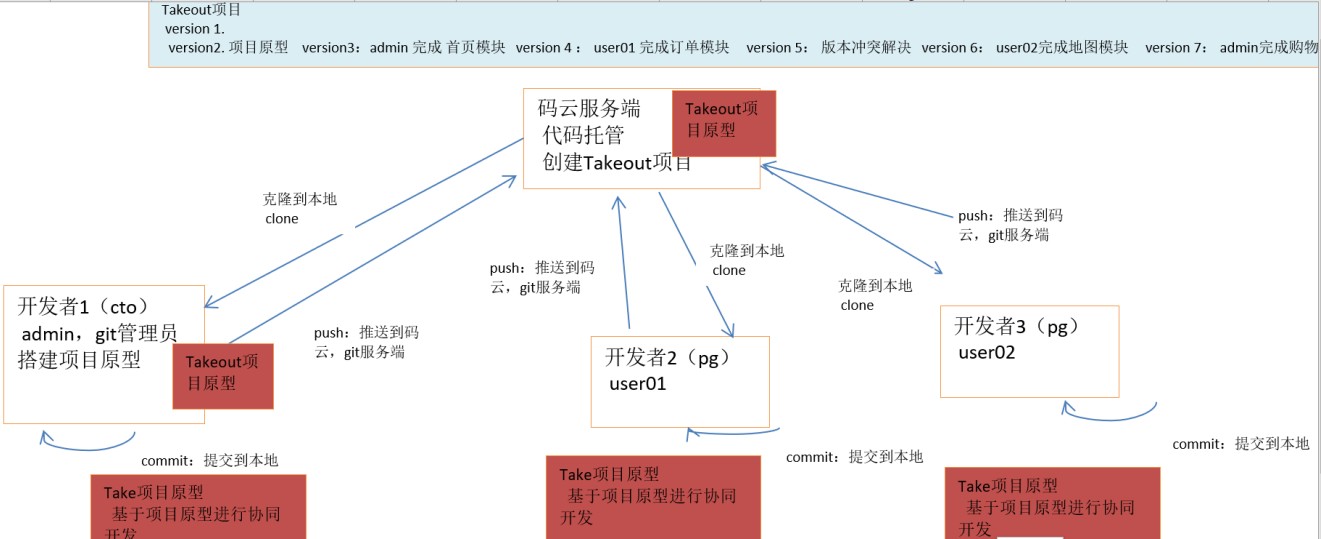 Takeout项目
version 1.
version2. 项目原型 version3：admin 完成 首页模块 version 4： user01 完成订单模块 version 5： 版本冲突解决 version 6： user02完成地图模块 version 7： admin完成购物
码云服务端
代码托管
创建Takeout项目
Takeout项
目原型
克隆到本地
clone
push：推送到码
云，git服务端
push：推送到码
云，git服务端
克隆到本地
clone
克隆到本地
clone
push：推送到码
云，git服务端
开发者1（cto）
admin，git管理员
搭建项目原型
Takeout项
目原型
开发者2（pg）
user01
开发者3（pg）
user02
commit：提交到本地
commit：提交到本地
commit：提交到本地
Take项目原型
基于项目原型进行协同
开发
Take项目原型
基于项目原型进行协同
开发
Take项目原型
基于项目原型进行协同
开发